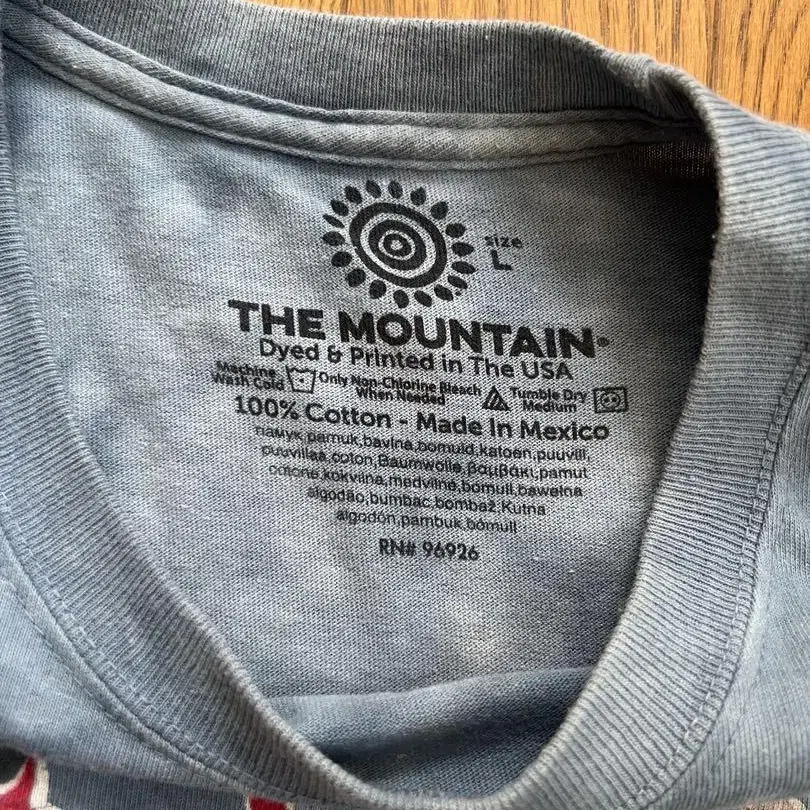 size
L
THE MOUNTAIN®
Dyed & Printed in The USA
Machine Wash Cold Only Non-Chlorine Bleach When Needed Tumble Dry Medium
100% Cotton - Made In Mexico
памук,pamuk,bavlna,bomuld,katoen,puuvill,
puuvillaa,coton,Baumwolle,βαμβάκι,pamut
cotone,kokvilna,medvilnė,bomull,bawełna
algodão,bumbac,bombaž,Kutna
algodón,pambuk,bómull
RN# 96926